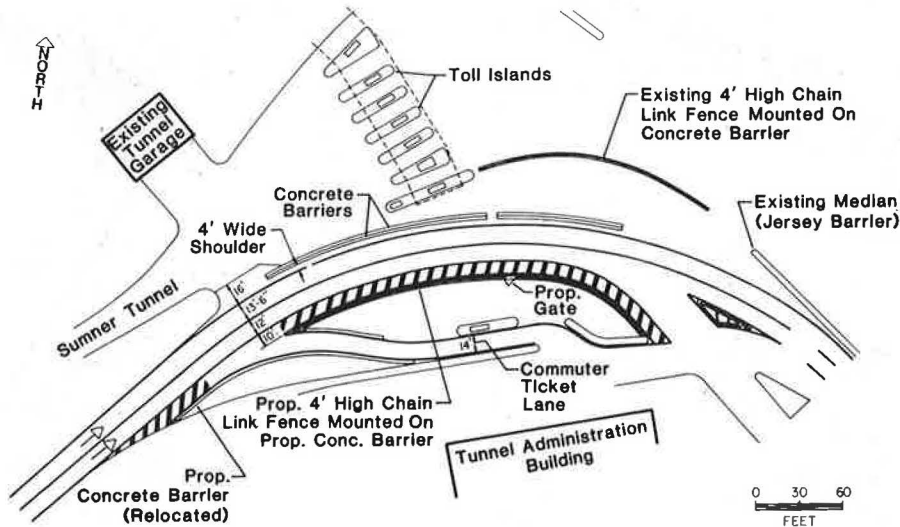 NORTH
Toll Islands
Existing 4' High Chain
Link Fence Mounted On
Concrete Barrier
Existing
Tunnel
Garage
Concrete
Barriers
Existing Median
(Jersey Barrier)
4' Wide
Shoulder
Sumner Tunnel
16'
13'-6"
12'
10'
Prop.
Gate
14'
Commuter
Ticket
Lane
Prop. 4' High Chain
Link Fence Mounted On
Prop. Conc. Barrier
Tunnel Administration
Building
Prop.
Concrete Barrier
(Relocated)
0 30 60
FEET